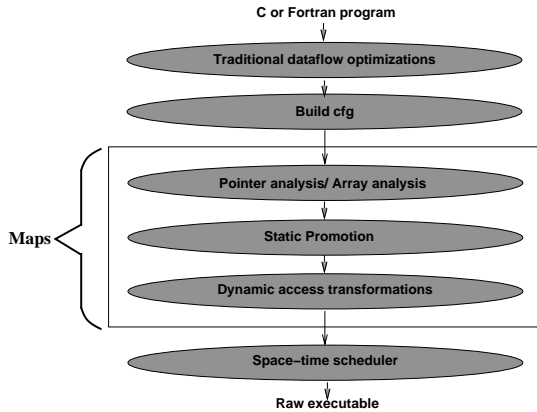 C or Fortran program
Traditional dataflow optimizations
Build cfg
Pointer analysis/ Array analysis
Maps
Static Promotion
Dynamic access transformations
Space−time scheduler
Raw executable